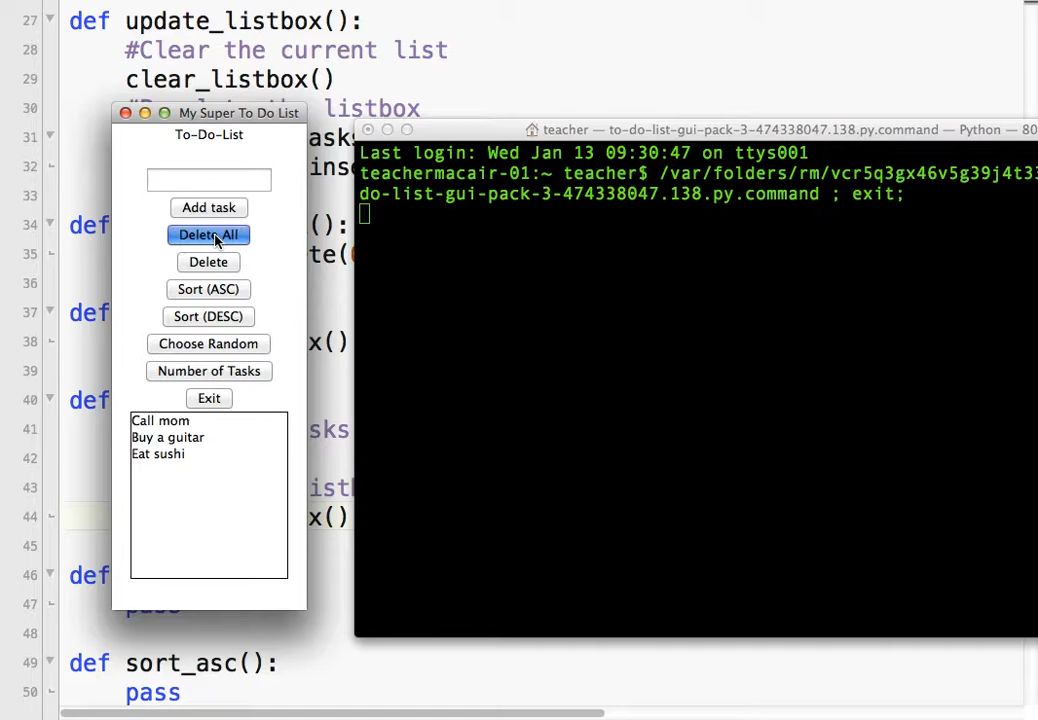 27 def update_listbox():
28 #Clear the current list
29 clear_listbox()
30 listbox
31 task
32 ins
33
34 def ():
35 te(
36
37 def
38 x()
39
40 def
41 sks
42
43 istb
44 x()
45
46 def
47 pass
48
49 def sort_asc():
50 pass
My Super To Do List
To-Do-List
Add task
Delete All
Delete
Sort (ASC)
Sort (DESC)
Choose Random
Number of Tasks
Exit
Call mom
Buy a guitar
Eat sushi
teacher — to-do-list-gui-pack-3-474338047.138.py.command — Python — 80
Last login: Wed Jan 13 09:30:47 on ttys001
teachermacair-01:~ teacher$ /var/folders/rm/vcr5q3gx46v5g39j4t33
do-list-gui-pack-3-474338047.138.py.command ; exit;